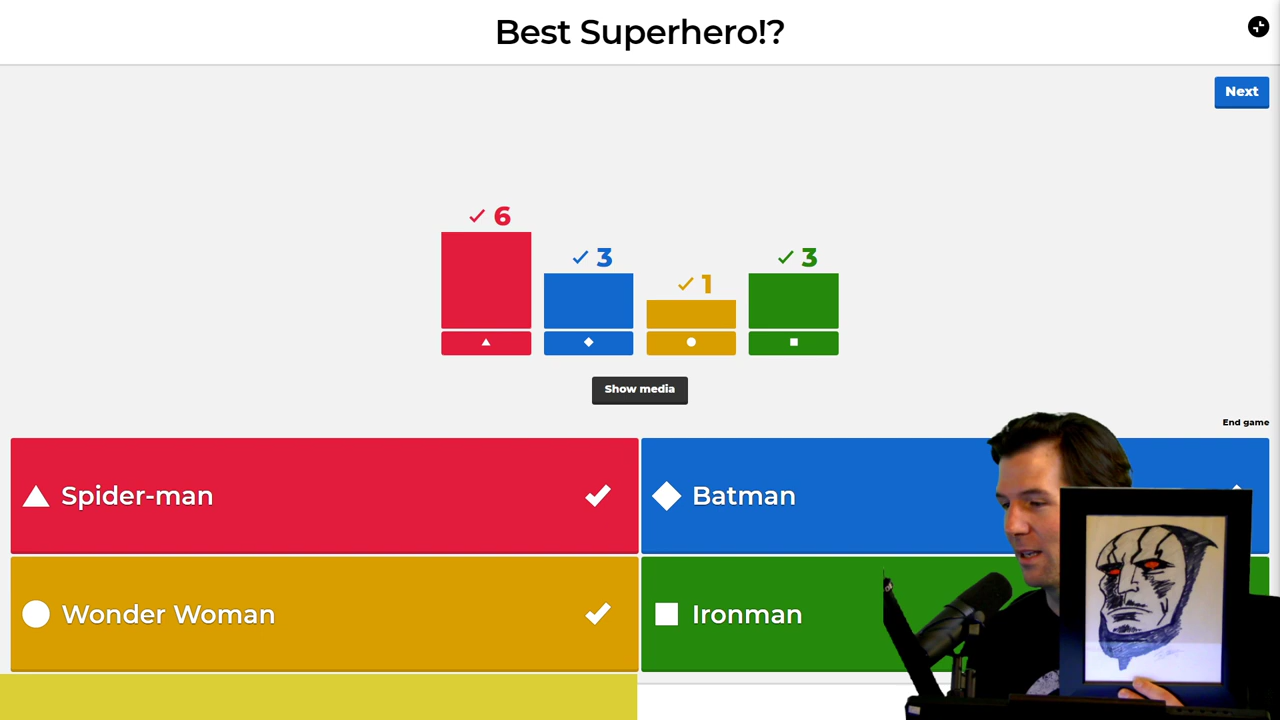 Best Superhero!?
Next
6
3
1
3
Show media
End game
Spider-man
Batman
Wonder Woman
Ironman